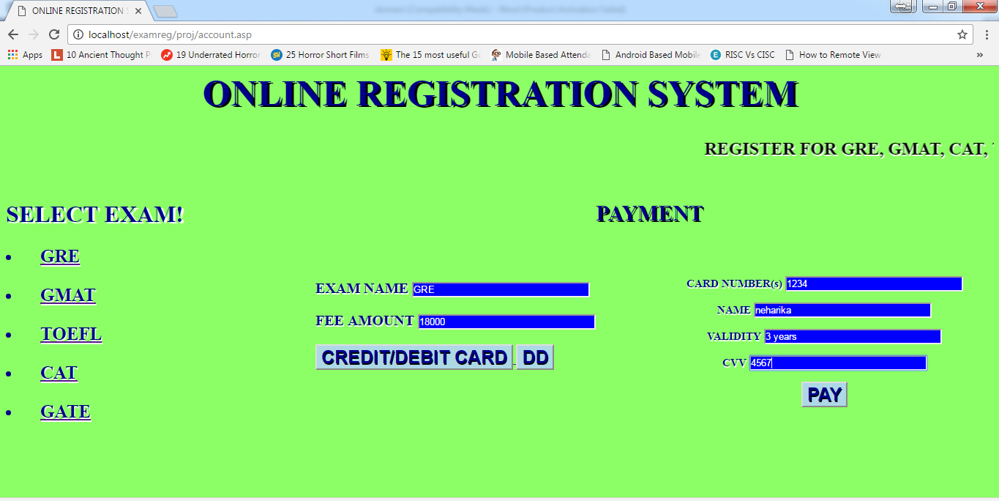 ONLINE REGISTRATION S
localhost/examreg/proj/account.asp
Apps
10 Ancient Thought P
19 Underrated Horror
25 Horror Short Films
The 15 most useful Go
Mobile Based Attenda
Android Based Mobile
RISC Vs CISC
How to Remote View
»
ONLINE REGISTRATION SYSTEM
REGISTER FOR GRE, GMAT, CAT,
SELECT EXAM!
• GRE
• GMAT
• TOEFL
• CAT
• GATE
PAYMENT
EXAM NAME GRE
FEE AMOUNT 18000
CREDIT/DEBIT CARD DD
CARD NUMBER(s) 1234
NAME neharika
VALIDITY 3 years
CVV 4567
PAY